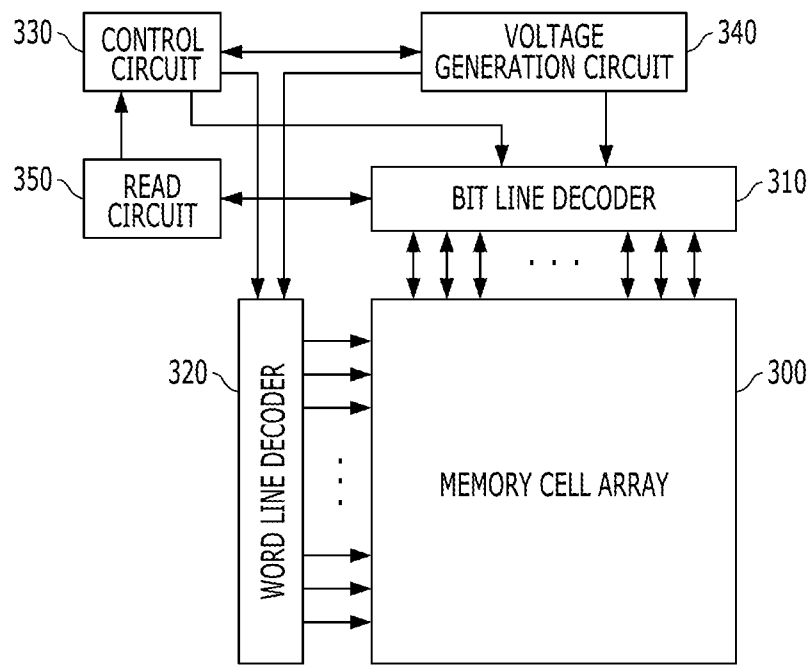 330
CONTROL
CIRCUIT
VOLTAGE
GENERATION CIRCUIT
340
350
READ
CIRCUIT
BIT LINE DECODER
310
. . .
320
WORD LINE DECODER
. . .
MEMORY CELL ARRAY
300